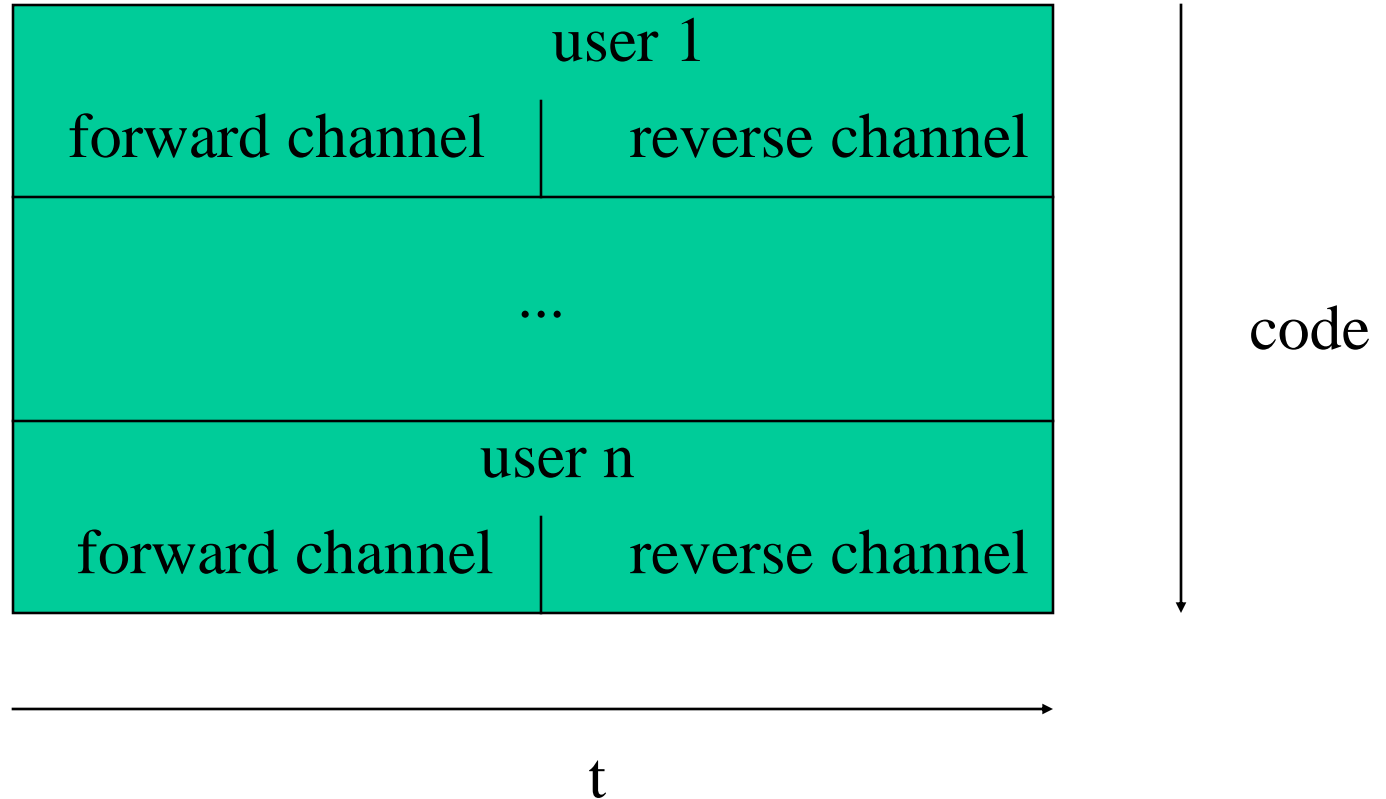 user 1
forward channel
reverse channel
...
code
user n
forward channel
reverse channel
t